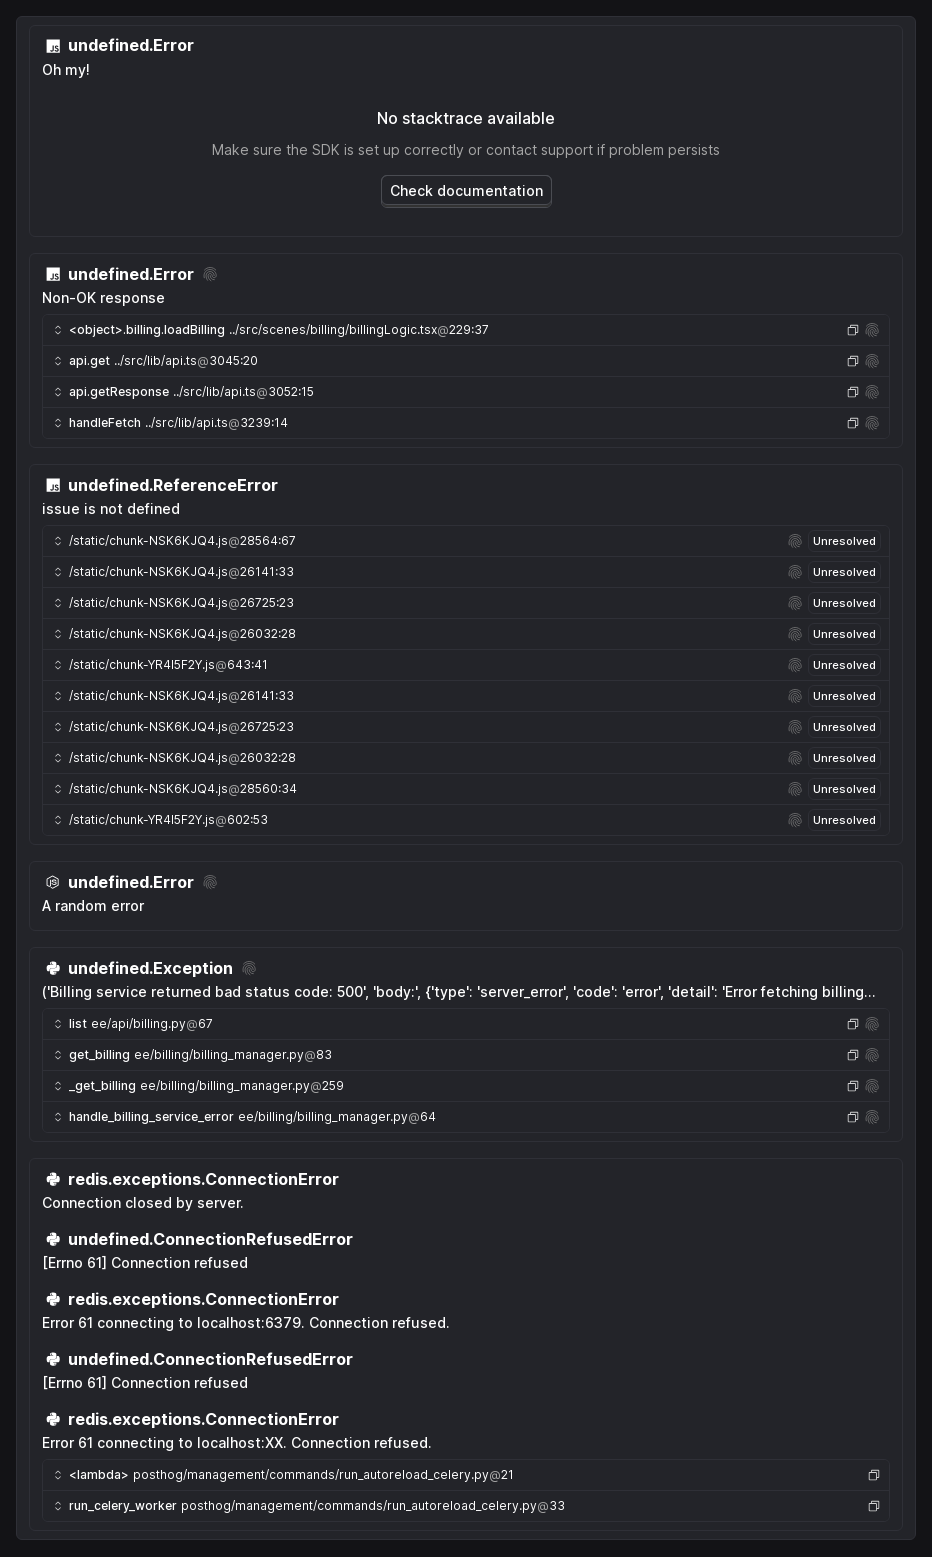 undefined.Error
Oh my!
No stacktrace available
Make sure the SDK is set up correctly or contact support if problem persists
Check documentation
undefined.Error
Non-OK response
<object>.billing.loadBilling ../src/scenes/billing/billingLogic.tsx@229:37
api.get ../src/lib/api.ts@3045:20
api.getResponse ../src/lib/api.ts@3052:15
handleFetch ../src/lib/api.ts@3239:14
undefined.ReferenceError
issue is not defined
/static/chunk-NSK6KJQ4.js@28564:67 Unresolved
/static/chunk-NSK6KJQ4.js@26141:33 Unresolved
/static/chunk-NSK6KJQ4.js@26725:23 Unresolved
/static/chunk-NSK6KJQ4.js@26032:28 Unresolved
/static/chunk-YR4I5F2Y.js@643:41 Unresolved
/static/chunk-NSK6KJQ4.js@26141:33 Unresolved
/static/chunk-NSK6KJQ4.js@26725:23 Unresolved
/static/chunk-NSK6KJQ4.js@26032:28 Unresolved
/static/chunk-NSK6KJQ4.js@28560:34 Unresolved
/static/chunk-YR4I5F2Y.js@602:53 Unresolved
undefined.Error
A random error
undefined.Exception
('Billing service returned bad status code: 500', 'body:', {'type': 'server_error', 'code': 'error', 'detail': 'Error fetching billing...
list ee/api/billing.py@67
get_billing ee/billing/billing_manager.py@83
_get_billing ee/billing/billing_manager.py@259
handle_billing_service_error ee/billing/billing_manager.py@64
redis.exceptions.ConnectionError
Connection closed by server.
undefined.ConnectionRefusedError
[Errno 61] Connection refused
redis.exceptions.ConnectionError
Error 61 connecting to localhost:6379. Connection refused.
undefined.ConnectionRefusedError
[Errno 61] Connection refused
redis.exceptions.ConnectionError
Error 61 connecting to localhost:XX. Connection refused.
<lambda> posthog/management/commands/run_autoreload_celery.py@21
run_celery_worker posthog/management/commands/run_autoreload_celery.py@33